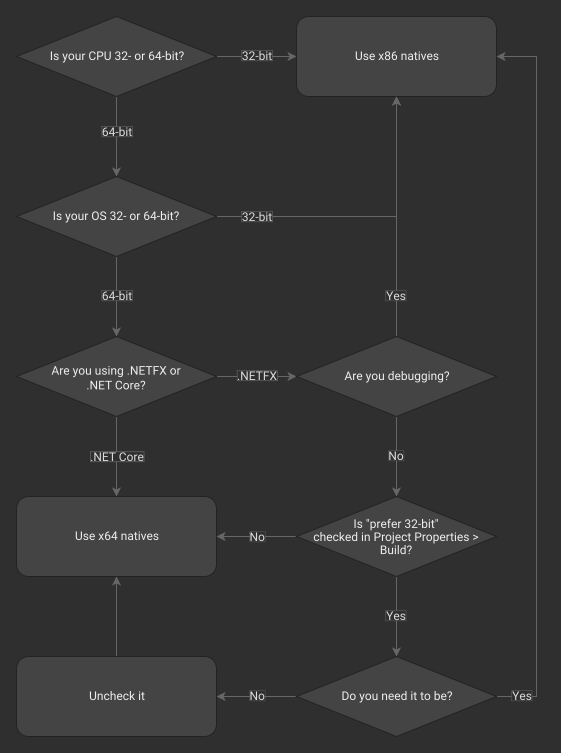 Is your CPU 32- or 64-bit?
32-bit
Use x86 natives
64-bit
Is your OS 32- or 64-bit?
32-bit
64-bit
Yes
Are you using .NETFX or
.NET Core?
.NETFX
Are you debugging?
.NET Core
No
Use x64 natives
No
Is "prefer 32-bit"
checked in Project Properties >
Build?
Yes
Uncheck it
No
Do you need it to be?
Yes